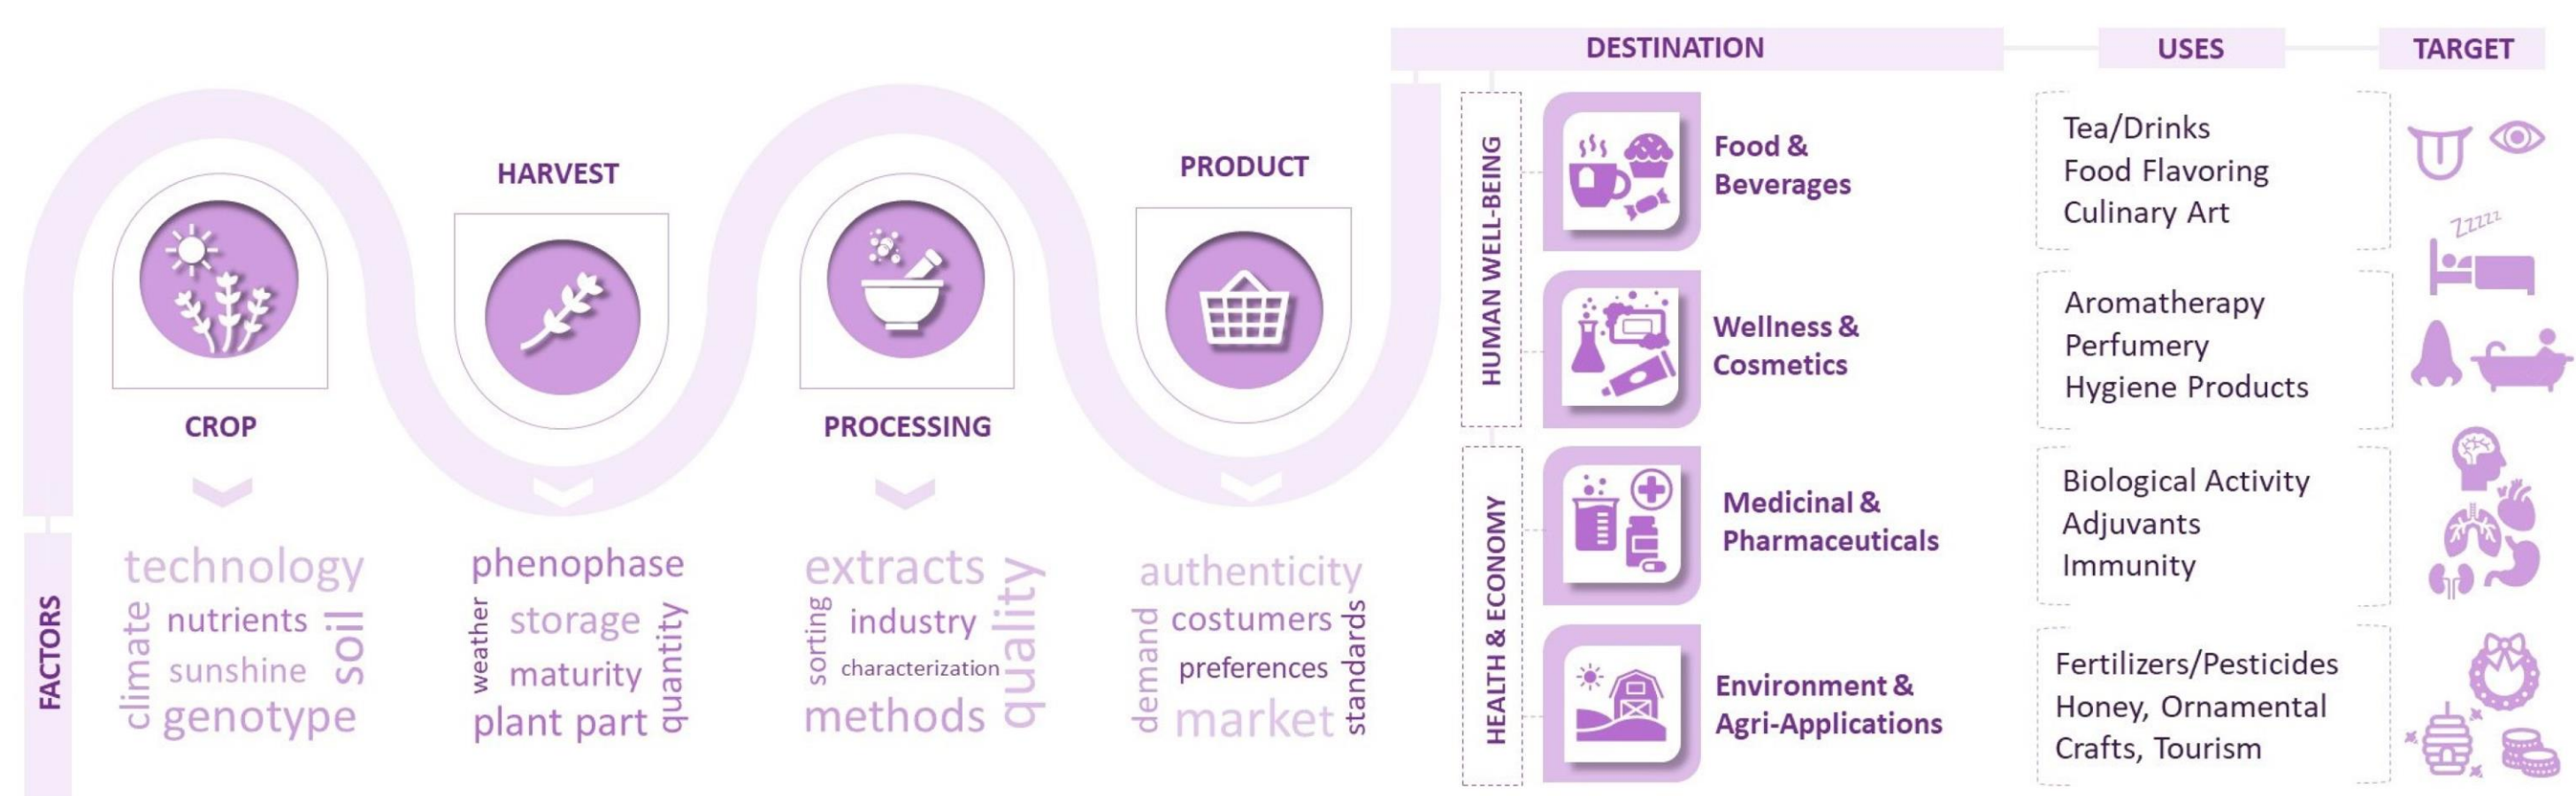 DESTINATION
USES
TARGET
CROP
HARVEST
PROCESSING
PRODUCT
FACTORS
technology
climate
nutrients
soil
sunshine
genotype
phenophase
weather
storage
quantity
maturity
plant part
extracts
sorting
industry
quality
characterization
methods
authenticity
demand
costumers
standards
preferences
market
HUMAN WELL-BEING
Food &
Beverages
Tea/Drinks
Food Flavoring
Culinary Art
Zzzzz
Wellness &
Cosmetics
Aromatherapy
Perfumery
Hygiene Products
HEALTH & ECONOMY
Medicinal &
Pharmaceuticals
Biological Activity
Adjuvants
Immunity
Environment &
Agri-Applications
Fertilizers/Pesticides
Honey, Ornamental
Crafts, Tourism